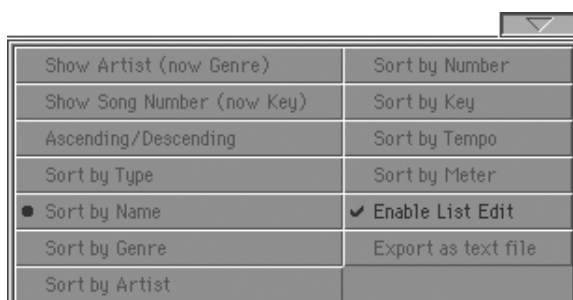 Show Artist (now Genre)
Show Song Number (now Key)
Ascending/Descending
Sort by Type
Sort by Name
Sort by Genre
Sort by Artist
Sort by Number
Sort by Key
Sort by Tempo
Sort by Meter
Enable List Edit
Export as text file